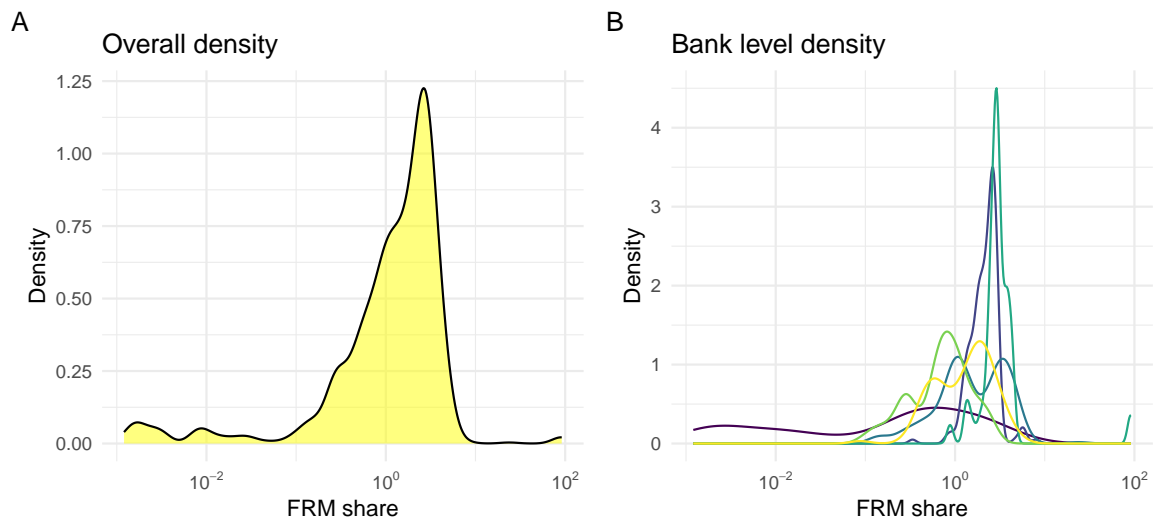 A
Overall density
1.25
1.00
0.75
0.50
0.25
0.00
Density
10⁻²
10⁰
10²
FRM share
B
Bank level density
4
3
2
1
0
Density
10⁻²
10⁰
10²
FRM share